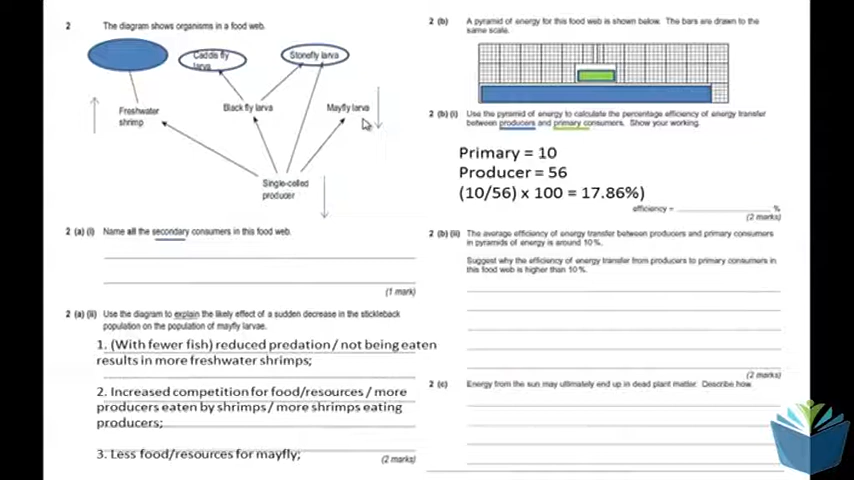 2 The diagram shows organisms in a food web.
Caddis fly
larva
Stonefly larva
Freshwater
shrimp
Black fly larva
Mayfly larva
Single-celled
producer
2 (a) (i) Name all the secondary consumers in this food web.
(1 mark)
2 (a) (ii) Use the diagram to explain the likely effect of a sudden decrease in the stickleback
population on the population of mayfly larvae.
1. (With fewer fish) reduced predation / not being eaten
results in more freshwater shrimps;
2. Increased competition for food/resources / more
producers eaten by shrimps / more shrimps eating
producers;
3. Less food/resources for mayfly;
(2 marks)
2 (b) A pyramid of energy for this food web is shown below. The bars are drawn to the
same scale.
2 (b) (i) Use the pyramid of energy to calculate the percentage efficiency of energy transfer
between producers and primary consumers. Show your working.
Primary = 10
Producer = 56
(10/56) x 100 = 17.86%)
efficiency = %
(2 marks)
2 (b) (ii) The average efficiency of energy transfer between producers and primary consumers
in pyramids of energy is around 10%.
Suggest why the efficiency of energy transfer from producers to primary consumers in
this food web is higher than 10%.
(2 marks)
2 (c) Energy from the sun may ultimately end up in dead plant matter. Describe how.